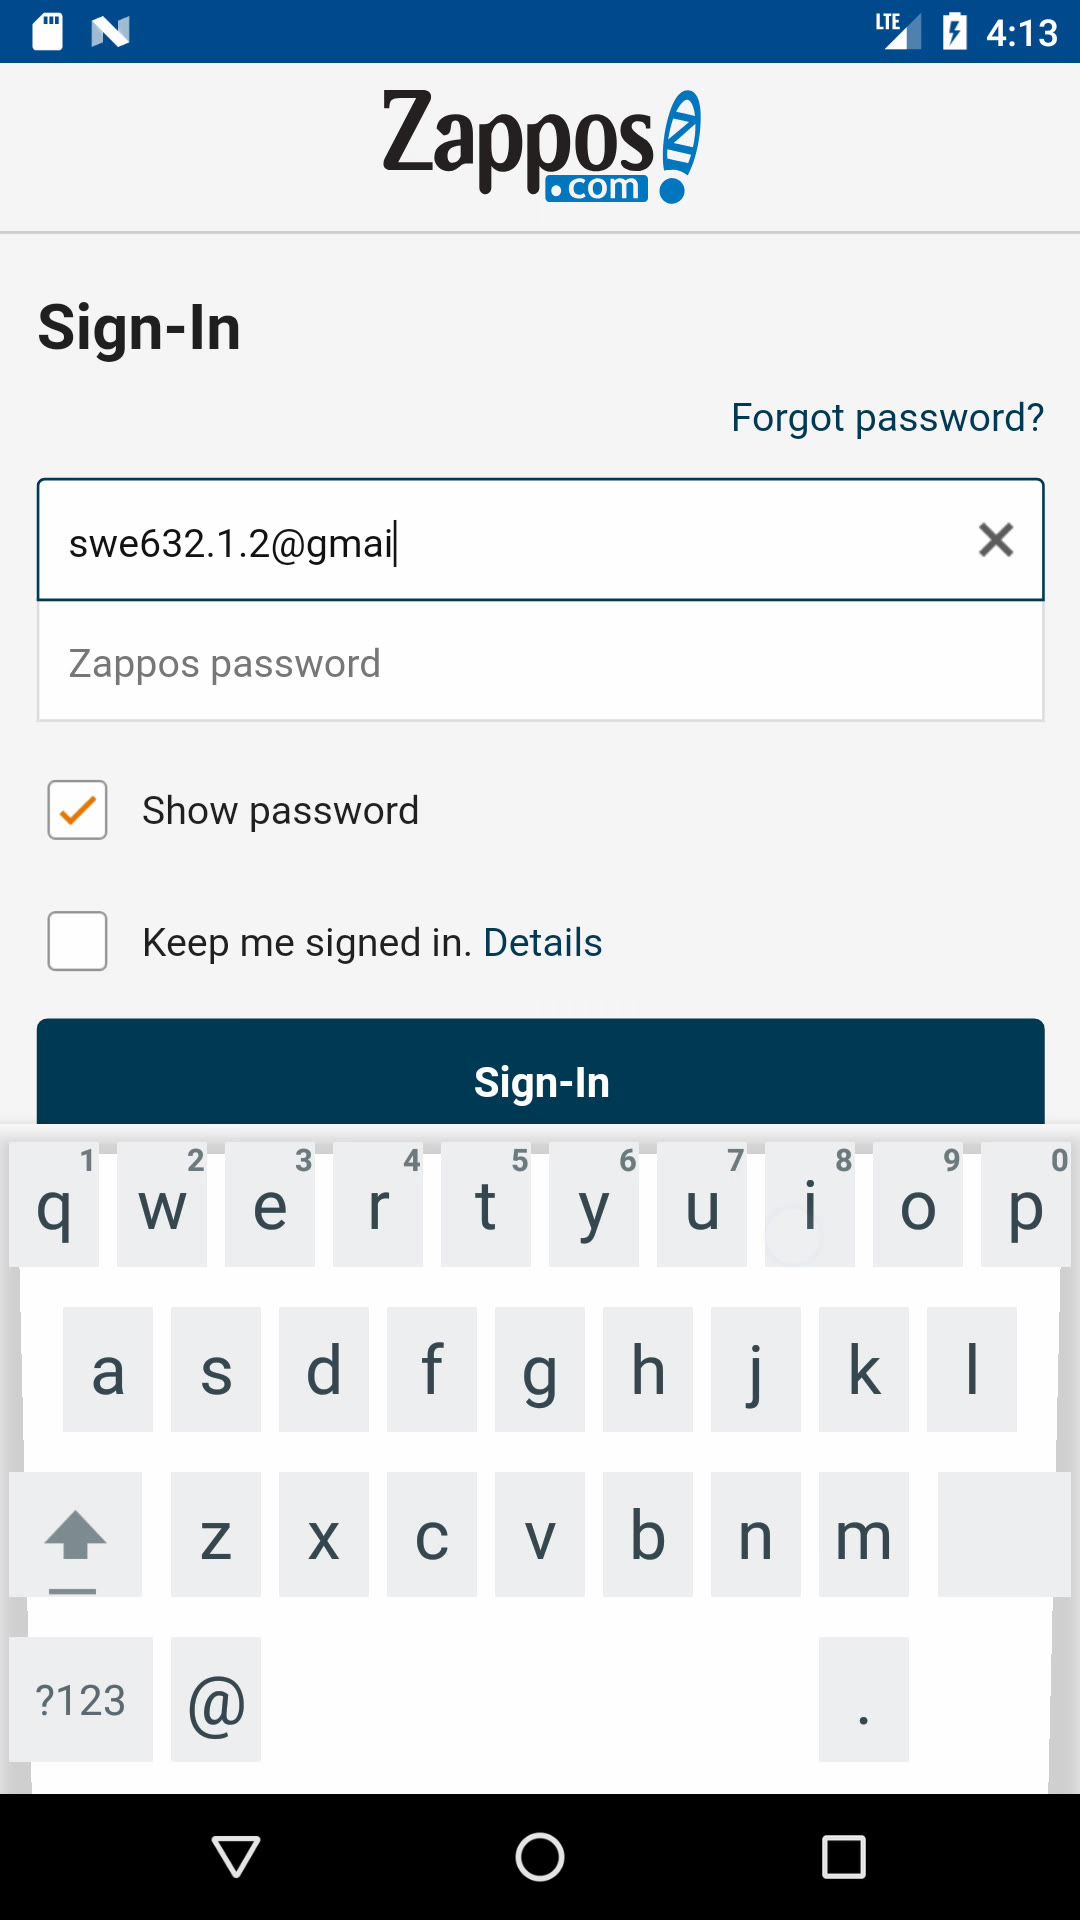 LTE 4:13
Zappos
.com
Sign-In
Forgot password?
swe632.1.2@gmai
Zappos password
Show password
Keep me signed in. Details
Sign-In
1 2 3 4 5 6 7 8 9 0
q w e r t y u i o p
a s d f g h j k l
z x c v b n m
?123 @ .